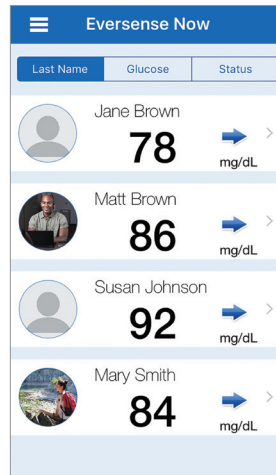 Eversense Now
Last Name Glucose Status
Jane Brown
78
mg/dL
Matt Brown
86
mg/dL
Susan Johnson
92
mg/dL
Mary Smith
84
mg/dL